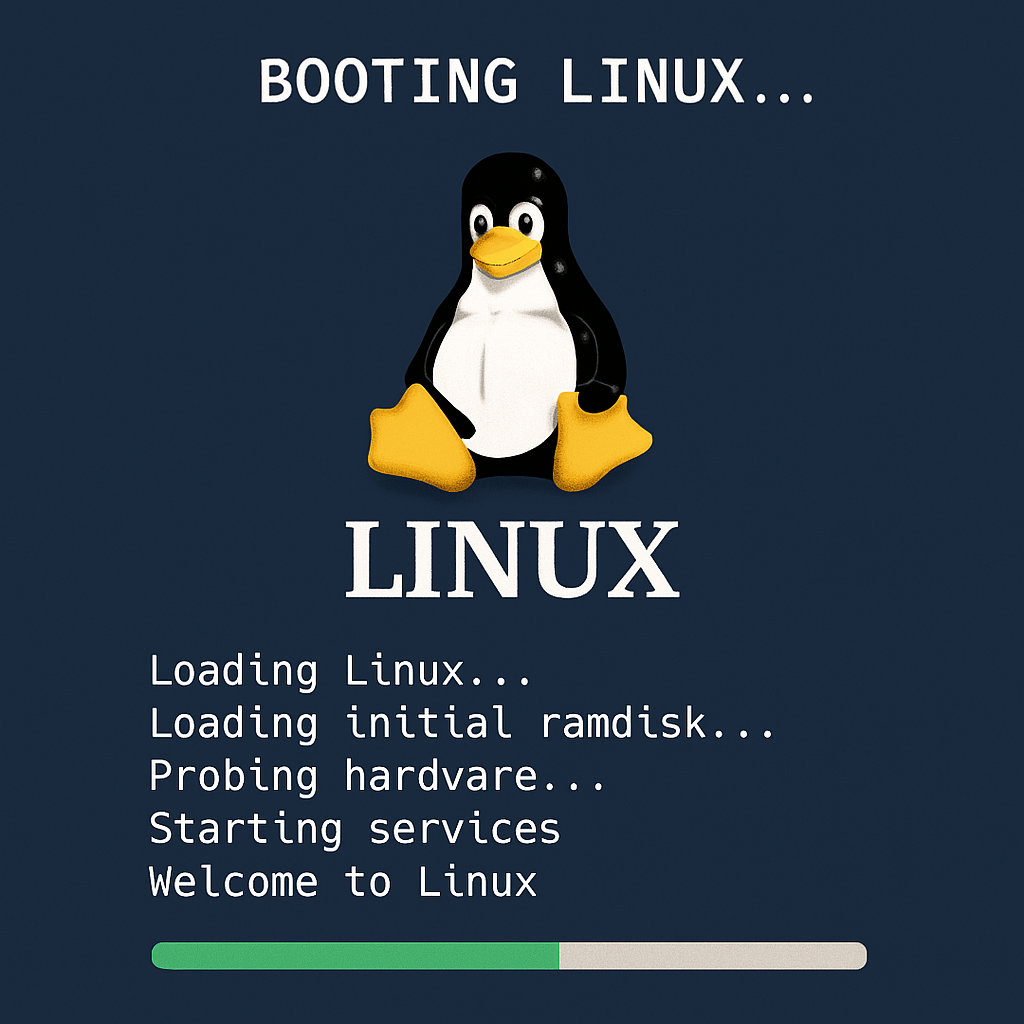 BOOTING LINUX...
LINUX
Loading Linux...
Loading initial ramdisk...
Probing hardvare...
Starting services
Welcome to Linux